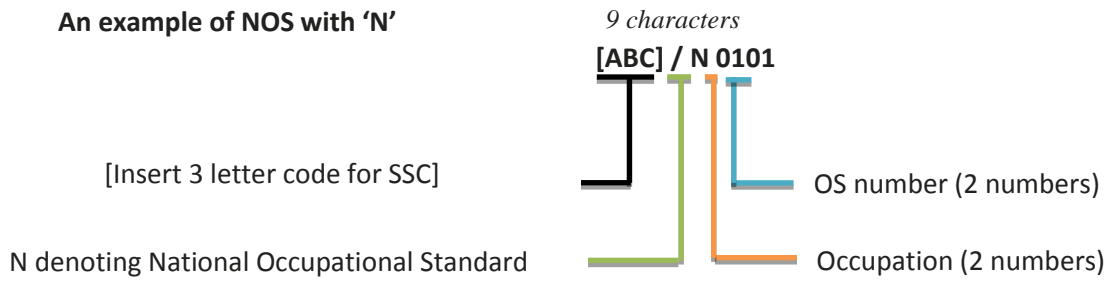 An example of NOS with ‘N’
9 characters
[ABC] / N 0101
[Insert 3 letter code for SSC]
OS number (2 numbers)
N denoting National Occupational Standard
Occupation (2 numbers)